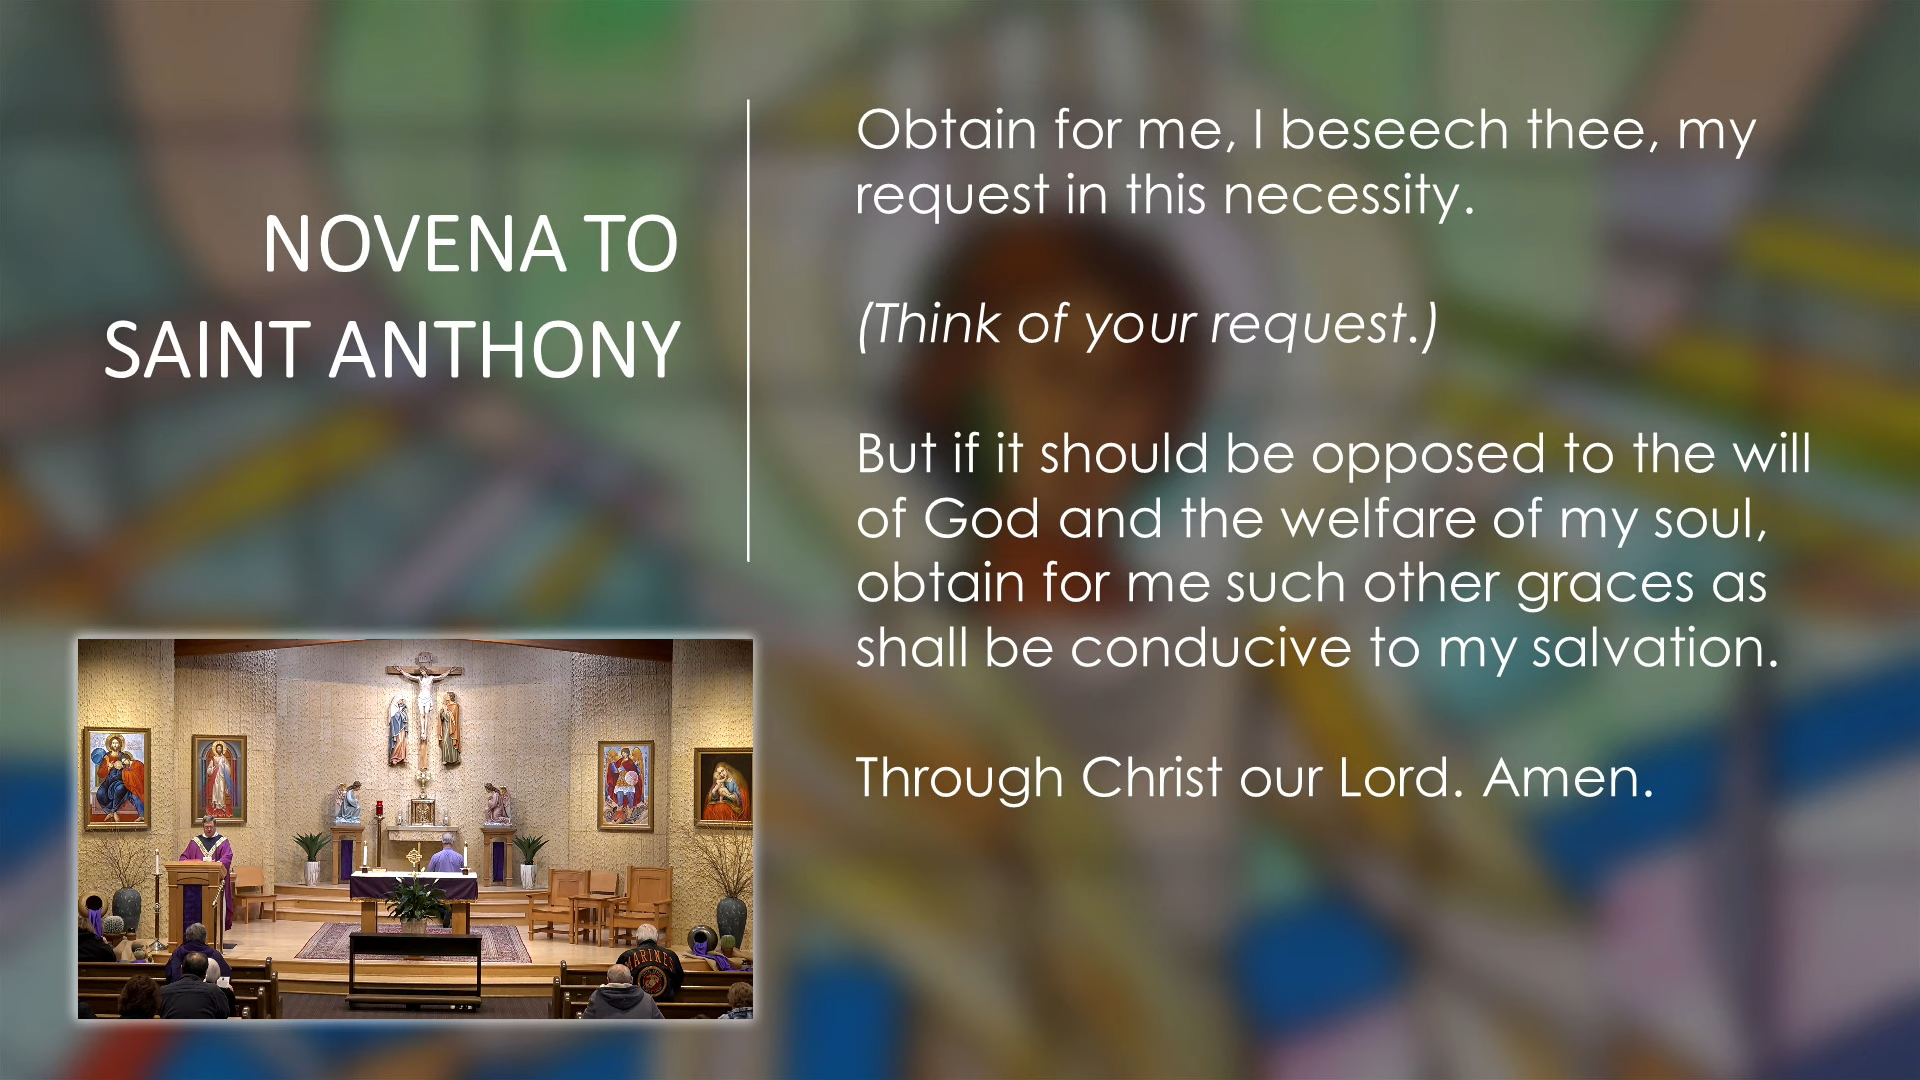 NOVENA TO
SAINT ANTHONY
Obtain for me, I beseech thee, my
request in this necessity.
(Think of your request.)
But if it should be opposed to the will
of God and the welfare of my soul,
obtain for me such other graces as
shall be conducive to my salvation.
Through Christ our Lord. Amen.
MARINES